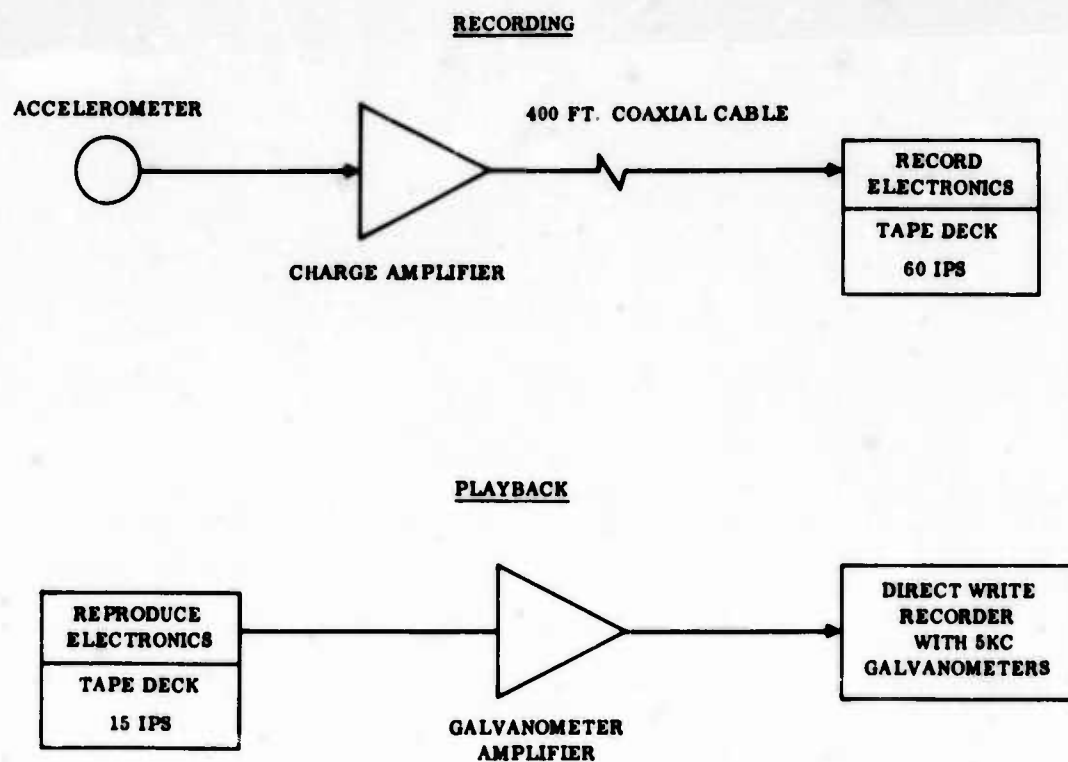 RECORDING
ACCELEROMETER
400 FT. COAXIAL CABLE
CHARGE AMPLIFIER
RECORD
ELECTRONICS
TAPE DECK
60 IPS
PLAYBACK
REPRODUCE
ELECTRONICS
TAPE DECK
15 IPS
GALVANOMETER
AMPLIFIER
DIRECT WRITE
RECORDER
WITH 5KC
GALVANOMETERS